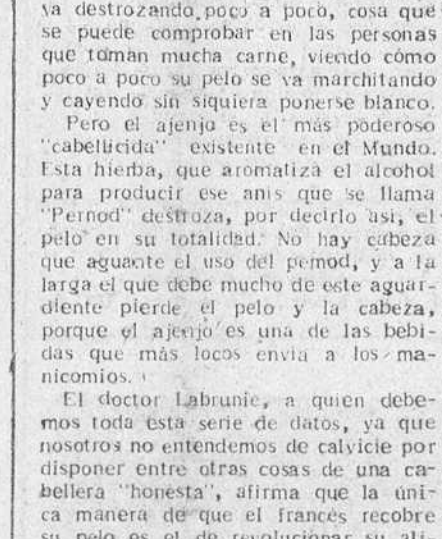 va destrozando poco a poco, cosa que
se puede comprobar en las personas
que toman mucha carne, viendo cómo
poco a poco su pelo se va marchitando
y cayendo sin siquiera ponerse blanco.
Pero el ajenjo es el más poderoso
"cabellicida" existente en el Mundo.
Esta hierba, que aromatiza el alcohol
para producir ese anis que se llama
"Pernod" destroza, por decirlo asi, el
pelo en su totalidad. No hay cabeza
que aguante el uso del pernod, y a la
larga el que debe mucho de este aguar-
diente pierde el pelo y la cabeza,
porque el ajenjo es una de las bebi-
das que más locos envia a los ma-
nicomios.
El doctor Labrunie, a quien debe-
mos toda esta serie de datos, ya que
nosotros no entendemos de calvicie por
disponer entre otras cosas de una ca-
bellera "honesta", afirma que la úni-
ca manera de que el francés recobre
su pelo es el de revolucionar su ali-